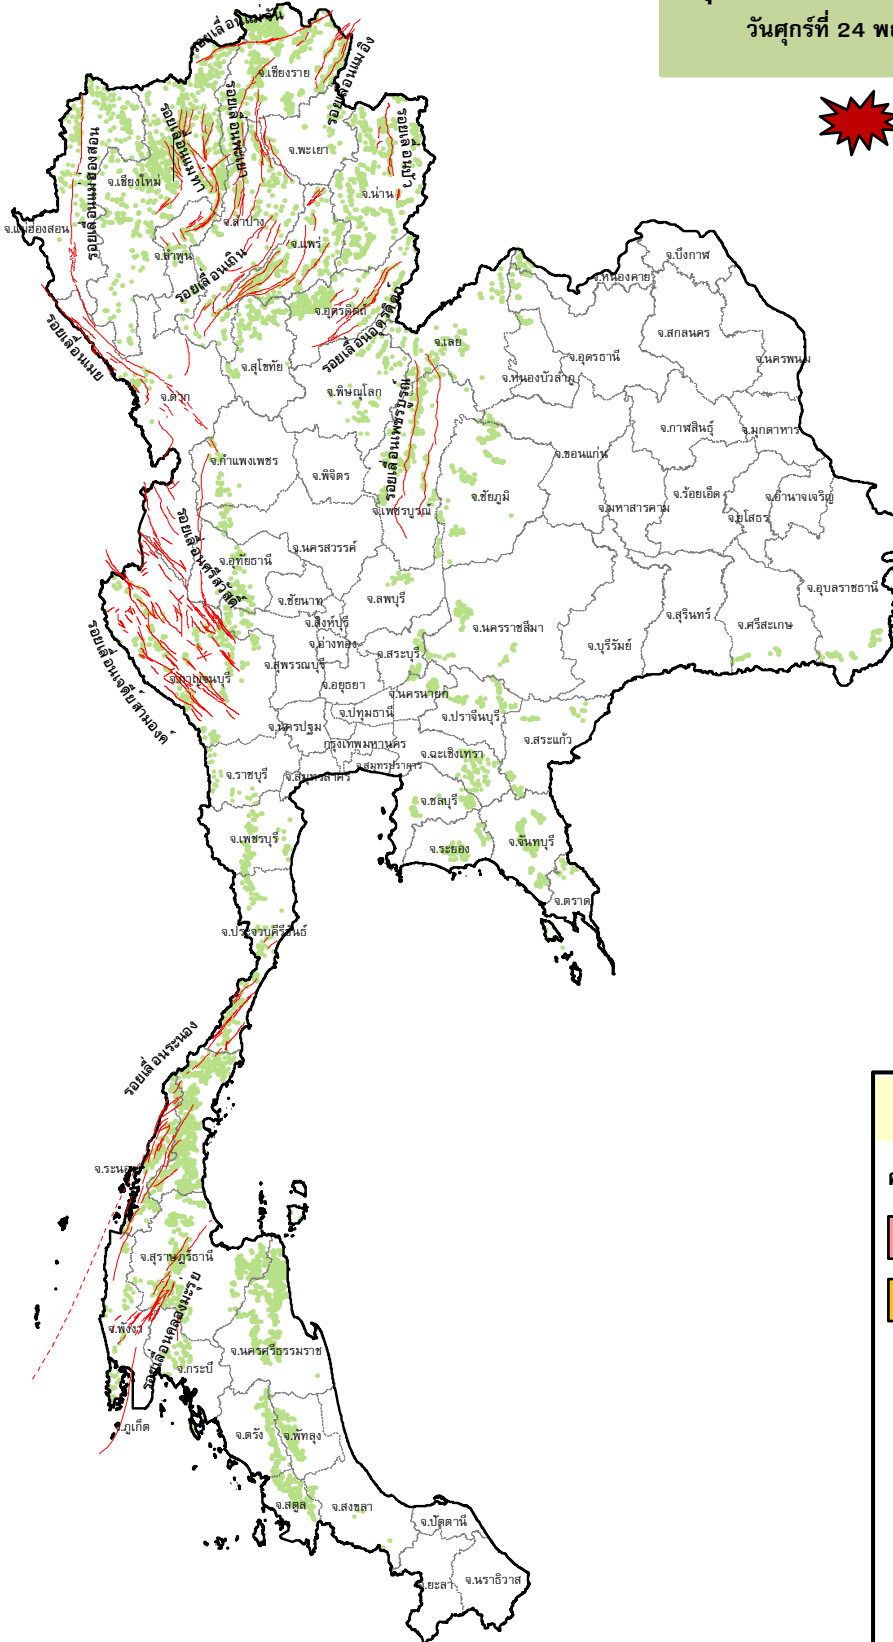 วันศุกร์ที่ 24 พย
รอยเลื่อนแม่จัน
จ.เชียงราย
รอยเลื่อนแม่อิง
รอยเลื่อนพะเยา
รอยเลื่อนแม่ทา
รอยเลื่อนปัว
จ.พะเยา
รอยเลื่อนแม่ฮ่องสอน
จ.เชียงใหม่
จ.น่าน
จ.แม่ฮ่องสอน
จ.ลำปาง
จ.แพร่
จ.ลำพูน
รอยเลื่อนเถิน
จ.บึงกาฬ
จ.หนองคาย
จ.อุตรดิตถ์
รอยเลื่อนอุตรดิตถ์
รอยเลื่อนเมย
จ.เลย
จ.สกลนคร
จ.นครพนม
จ.อุดรธานี
จ.สุโขทัย
จ.หนองบัวลำภู
จ.พิษณุโลก
จ.ตาก
รอยเลื่อนเพชรบูรณ์
จ.กาฬสินธุ์
จ.มุกดาหาร
จ.กำแพงเพชร
จ.พิจิตร
จ.ขอนแก่น
จ.ชัยภูมิ
จ.ร้อยเอ็ด
จ.อำนาจเจริญ
จ.เพชรบูรณ์
จ.มหาสารคาม
จ.ยโสธร
รอยเลื่อนศรีสวัสดิ์
จ.นครสวรรค์
จ.อุทัยธานี
จ.อุบลราชธานี
จ.ชัยนาท
จ.ลพบุรี
จ.สิงห์บุรี
จ.นครราชสีมา
จ.สุรินทร์
จ.ศรีสะเกษ
จ.อ่างทอง
จ.บุรีรัมย์
จ.สระบุรี
รอยเลื่อนเจดีย์สามองค์
จ.สุพรรณบุรี
จ.กาญจนบุรี
จ.อยุธยา
จ.นครนายก
จ.ปทุมธานี
จ.ปราจีนบุรี
จ.นครปฐม
จ.สระแก้ว
กรุงเทพมหานคร
จ.ฉะเชิงเทรา
จ.สมุทรปราการ
จ.ราชบุรี
จ.สมุทรสาคร
จ.ชลบุรี
จ.เพชรบุรี
จ.ระยอง
จ.จันทบุรี
จ.ตราด
จ.ประจวบคีรีขันธ์
รอยเลื่อนระนอง
จ.ระนอง
จ.สุราษฎร์ธานี
รอยเลื่อนคลองมะรุ่ย
จ.พังงา
จ.นครศรีธรรมราช
จ.กระบี่
จ.ภูเก็ต
จ.ตรัง
จ.พัทลุง
จ.สตูล
จ.สงขลา
จ.ปัตตานี
จ.ยะลา
จ.นราธิวาส